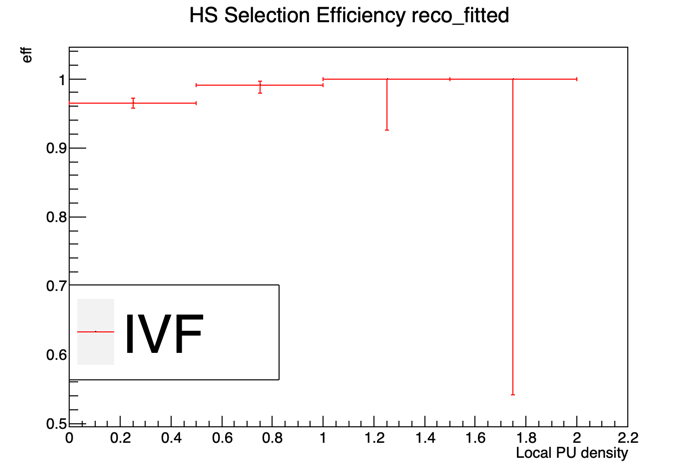 HS Selection Efficiency reco_fitted
eff
1
0.9
0.8
0.7
0.6
0.5
IVF
0 0.2 0.4 0.6 0.8 1 1.2 1.4 1.6 1.8 2 2.2
Local PU density